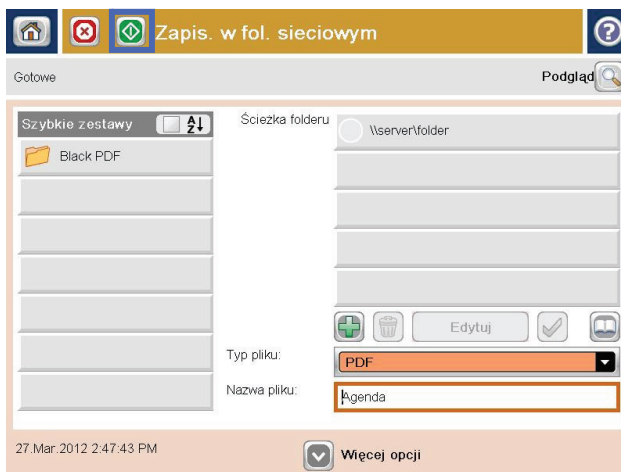 Zapis. w fol. sieciowym
?
Gotowe
Podgląd
Szybkie zestawy
A
Z
Ścieżka folderu
\\server\folder
Black PDF
Edytuj
Typ pliku:
PDF
Nazwa pliku:
Agenda
27.Mar.2012 2:47:43 PM
Więcej opcji